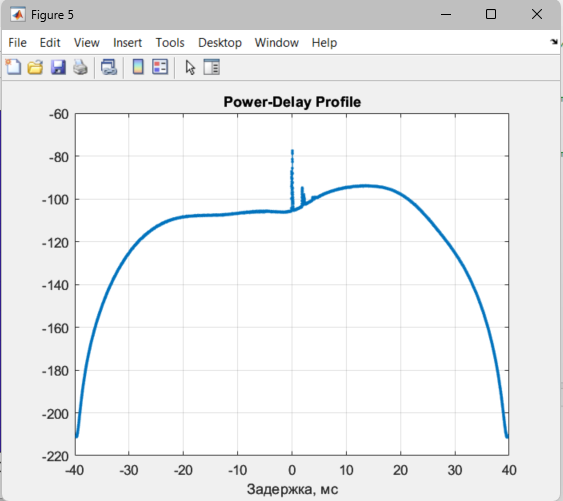 Figure 5
File Edit View Insert Tools Desktop Window Help
Power-Delay Profile
-60
-80
-100
-120
-140
-160
-180
-200
-220
-40 -30 -20 -10 0 10 20 30 40
Задержка, мс